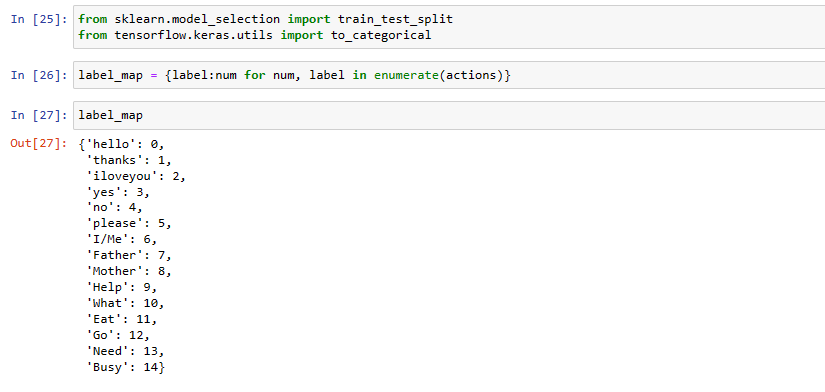 In [25]: from sklearn.model_selection import train_test_split
from tensorflow.keras.utils import to_categorical
In [26]: label_map = {label:num for num, label in enumerate(actions)}
In [27]: label_map
Out[27]: {'hello': 0,
'thanks': 1,
'iloveyou': 2,
'yes': 3,
'no': 4,
'please': 5,
'I/Me': 6,
'Father': 7,
'Mother': 8,
'Help': 9,
'What': 10,
'Eat': 11,
'Go': 12,
'Need': 13,
'Busy': 14}